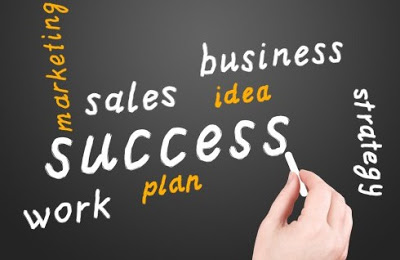 marketing
business
sales
idea
success
strategy
plan
work